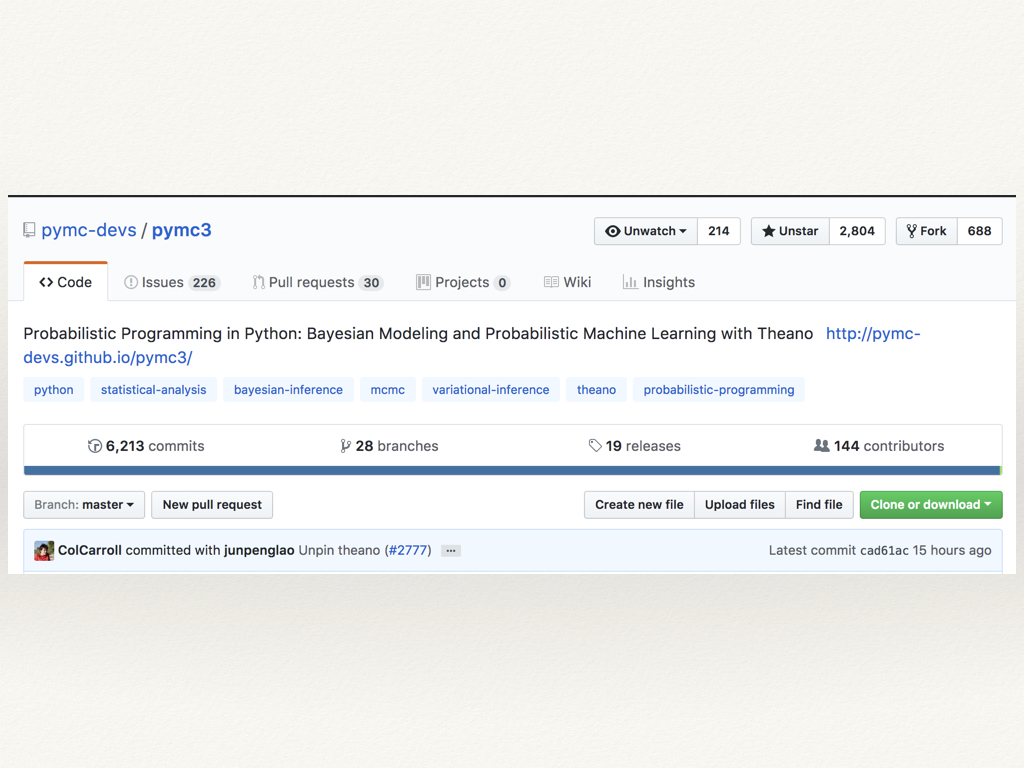 pymc-devs / pymc3 Unwatch 214 Unstar 2,804 Fork 688
Code Issues 226 Pull requests 30 Projects 0 Wiki Insights
Probabilistic Programming in Python: Bayesian Modeling and Probabilistic Machine Learning with Theano http://pymc-
devs.github.io/pymc3/
python statistical-analysis bayesian-inference mcmc variational-inference theano probabilistic-programming
6,213 commits 28 branches 19 releases 144 contributors
Branch: master New pull request Create new file Upload files Find file Clone or download
ColCarroll committed with junpenglao Unpin theano (#2777) ... Latest commit cad61ac 15 hours ago